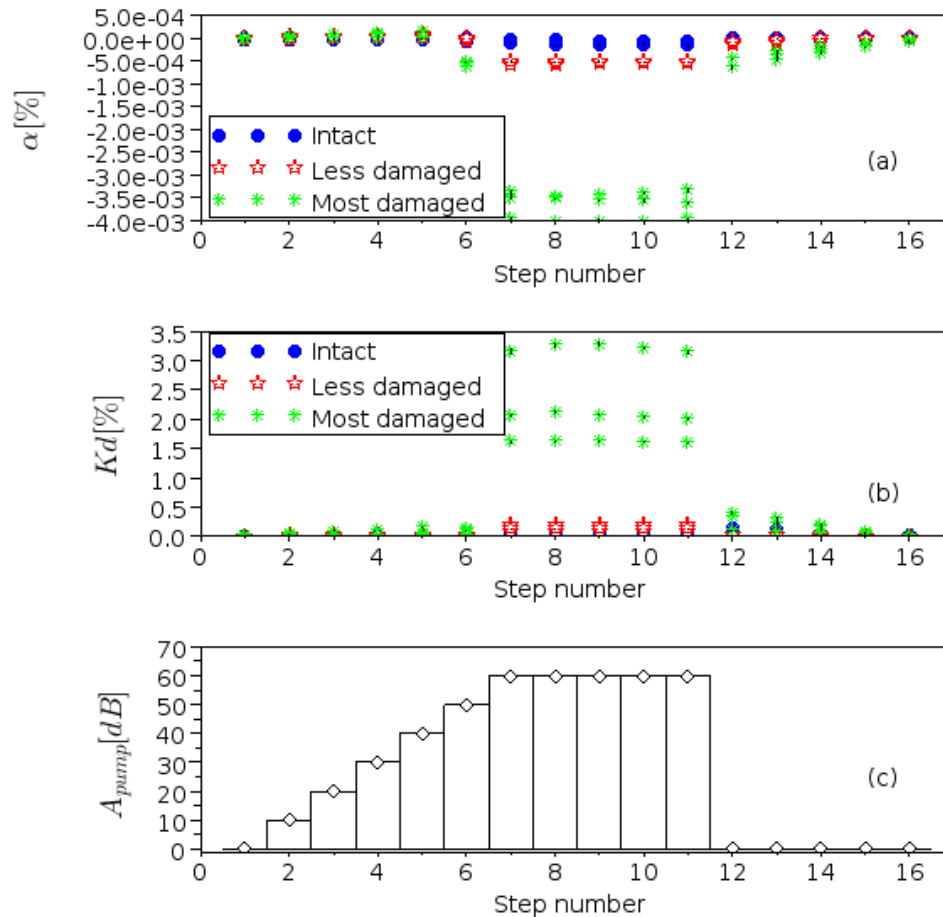 5.0e-04
0.0e+00
-5.0e-04
-1.0e-03
-1.5e-03
-2.0e-03
-2.5e-03
-3.0e-03
-3.5e-03
-4.0e-03
α[%]
Intact
Less damaged
Most damaged
(a)
0 2 4 6 8 10 12 14 16
Step number
3.5
3.0
2.5
2.0
1.5
1.0
0.5
0.0
Kd[%]
Intact
Less damaged
Most damaged
(b)
0 2 4 6 8 10 12 14 16
Step number
70
60
50
40
30
20
10
0
A_pump[dB]
(c)
0 2 4 6 8 10 12 14 16
Step number